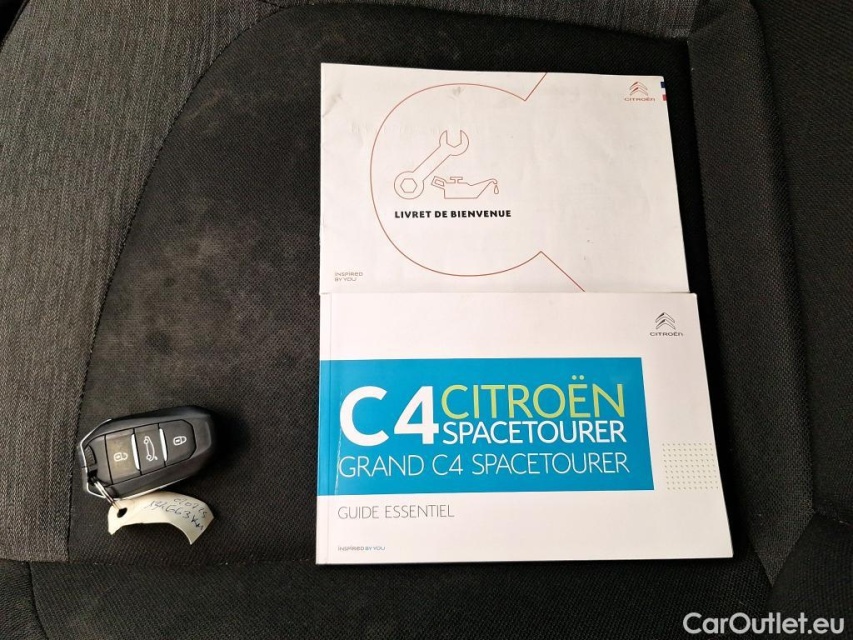 CITROËN
LIVRET DE BIENVENUE
INSPIRED
BY YOU
CITROËN
C4 CITROËN
SPACETOURER
GRAND C4 SPACETOURER
GUIDE ESSENTIEL
INSPIRED BY YOU
CarOutlet.eu